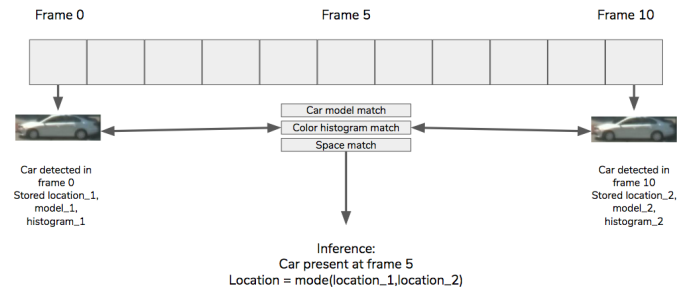 Frame 0
Frame 5
Frame 10
Car model match
Color histogram match
Space match
Car detected in
frame 0
Stored location_1,
model_1,
histogram_1
Car detected in
frame 10
Stored location_2,
model_2,
histogram_2
Inference:
Car present at frame 5
Location = mode(location_1,location_2)